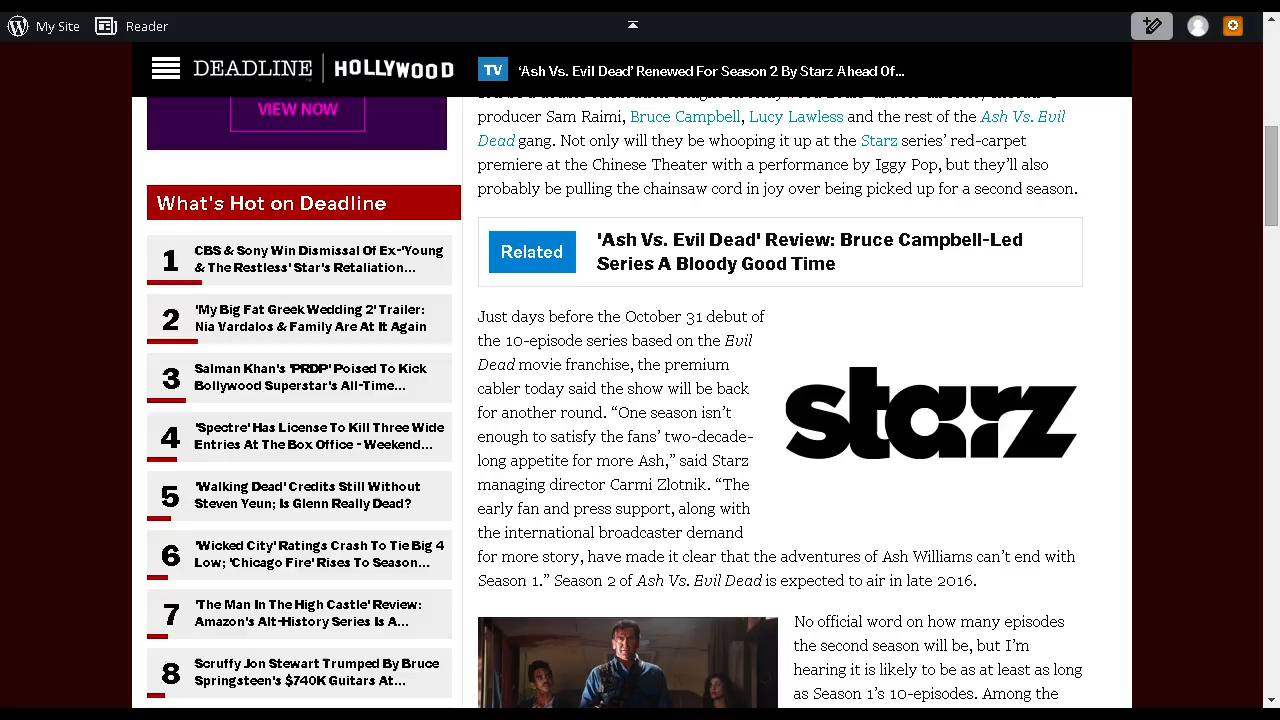 My Site
Reader
DEADLINE
HOLLYWOOD
TV
‘Ash Vs. Evil Dead’ Renewed For Season 2 By Starz Ahead Of...
VIEW NOW
What's Hot on Deadline
1
CBS & Sony Win Dismissal Of Ex-'Young
& The Restless' Star's Retaliation...
2
'My Big Fat Greek Wedding 2' Trailer:
Nia Vardalos & Family Are At It Again
3
Salman Khan's 'PRDP' Poised To Kick
Bollywood Superstar's All-Time...
4
'Spectre' Has License To Kill Three Wide
Entries At The Box Office - Weekend...
5
'Walking Dead' Credits Still Without
Steven Yeun; Is Glenn Really Dead?
6
'Wicked City' Ratings Crash To Tie Big 4
Low; 'Chicago Fire' Rises To Season...
7
'The Man In The High Castle' Review:
Amazon's Alt-History Series Is A...
8
Scruffy Jon Stewart Trumped By Bruce
Springsteen's $740K Guitars At...
producer Sam Raimi, Bruce Campbell, Lucy Lawless and the rest of the Ash Vs. Evil
Dead gang. Not only will they be whooping it up at the Starz series’ red-carpet
premiere at the Chinese Theater with a performance by Iggy Pop, but they’ll also
probably be pulling the chainsaw cord in joy over being picked up for a second season.
Related
'Ash Vs. Evil Dead' Review: Bruce Campbell-Led
Series A Bloody Good Time
Just days before the October 31 debut of
the 10-episode series based on the Evil
Dead movie franchise, the premium
cabler today said the show will be back
for another round. “One season isn’t
enough to satisfy the fans’ two-decade-
long appetite for more Ash,” said Starz
managing director Carmi Zlotnik. “The
early fan and press support, along with
the international broadcaster demand
for more story, have made it clear that the adventures of Ash Williams can’t end with
Season 1.” Season 2 of Ash Vs. Evil Dead is expected to air in late 2016.
starz
No official word on how many episodes
the second season will be, but I’m
hearing it is likely to be as at least as long
as Season 1’s 10-episodes. Among the